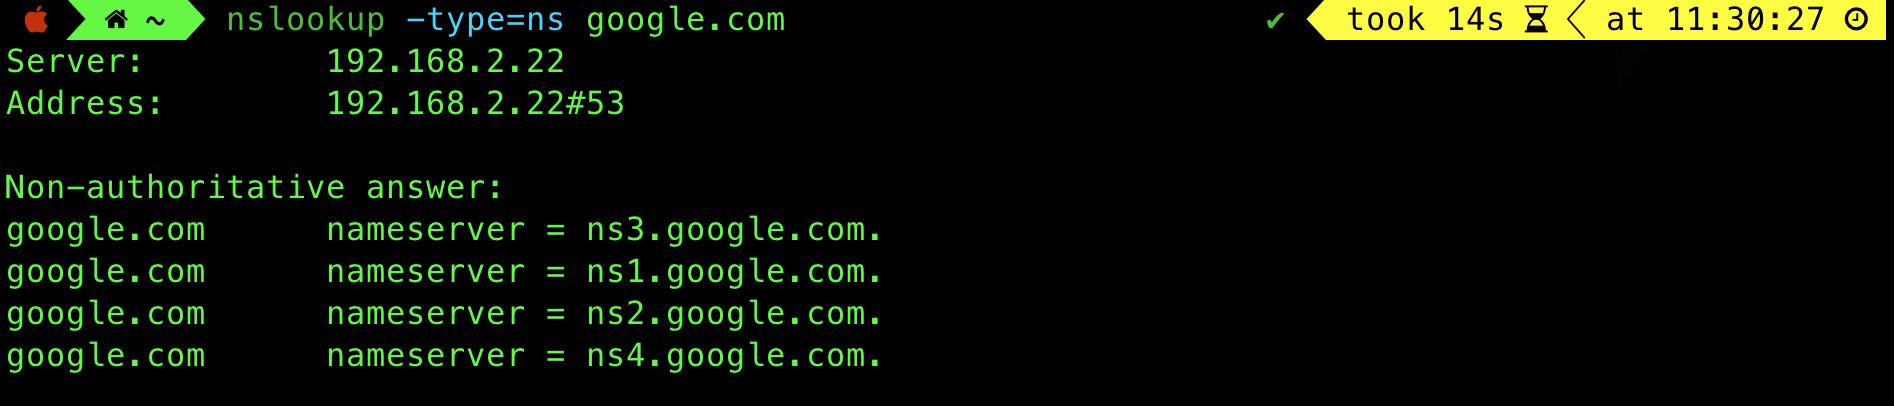 ~ nslookup -type=ns google.com ✔ took 14s at 11:30:27
Server: 192.168.2.22
Address: 192.168.2.22#53
Non-authoritative answer:
google.com nameserver = ns3.google.com.
google.com nameserver = ns1.google.com.
google.com nameserver = ns2.google.com.
google.com nameserver = ns4.google.com.